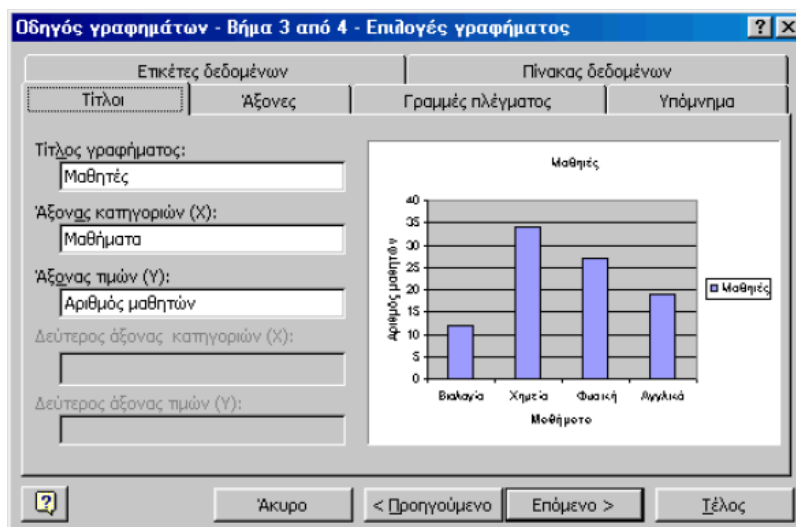 Οδηγός γραφημάτων - Βήμα 3 από 4 - Επιλογές γραφήματος
Ετικέτες δεδομένων Πίνακας δεδομένων
Τίτλοι Άξονες Γραμμές πλέγματος Υπόμνημα
Τίτλος γραφήματος:
Μαθητές
Άξονας κατηγοριών (X):
Μαθήματα
Άξονας τιμών (Y):
Αριθμός μαθητών
Δεύτερος άξονας κατηγοριών (X):
Δεύτερος άξονας τιμών (Y):
Μαθητές
Αριθμός μαθητών
40
35
30
25
20
15
10
5
0
Βιολογία Χημεία Φυσική Αγγλικά
Μαθήματα
Μαθητές
Άκυρο < Προηγούμενο Επόμενο > Τέλος